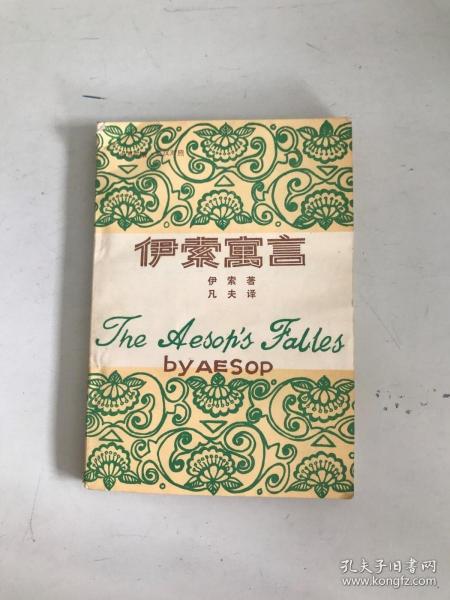 伊索寓言
伊索著
凡夫译
The Aesop's Falles
by AESOP
孔夫子旧书网
www.kongfz.com